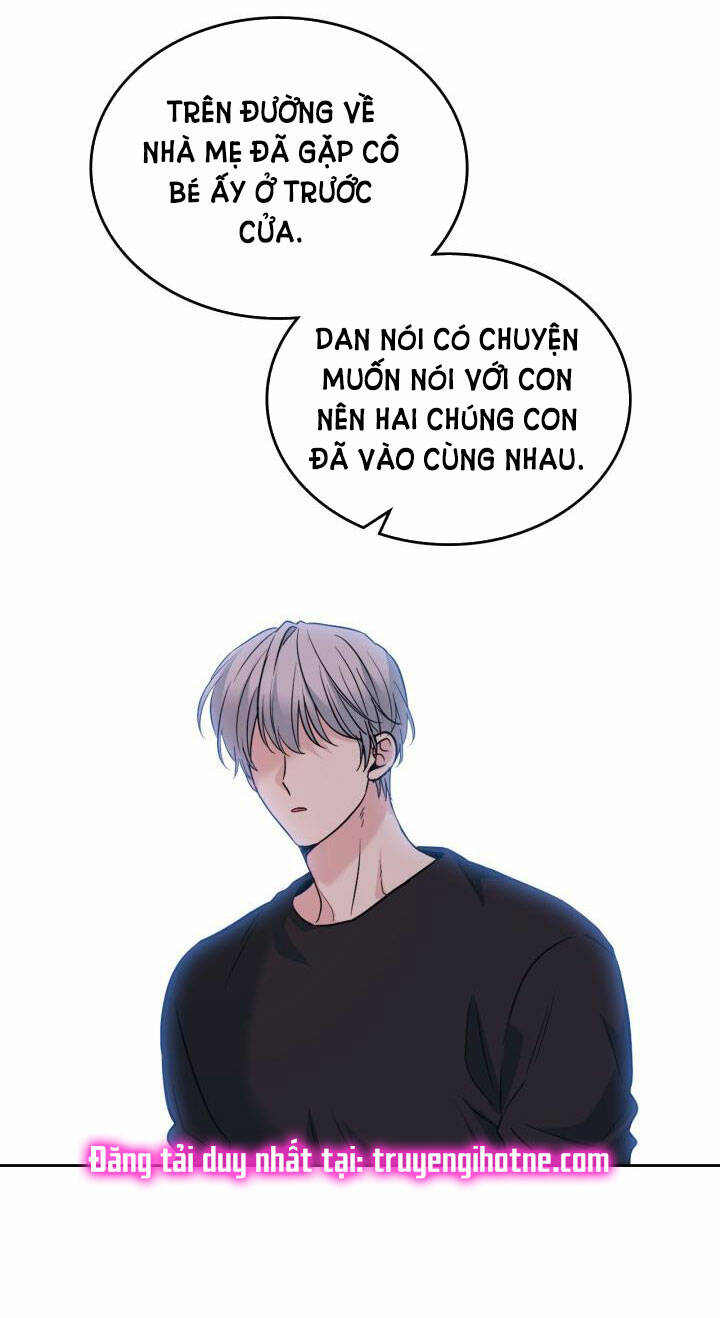 TRÊN ĐƯỜNG VỀ
NHÀ MẸ ĐÃ GẶP CÔ
BÉ ẤY Ở TRƯỚC
CỬA.
DAN NÓI CÓ CHUYỆN
MUỐN NÓI VỚI CON
NÊN HAI CHÚNG CON
ĐÃ VÀO CÙNG NHAU.
Đăng tải duy nhất tại: truyengihotne.com